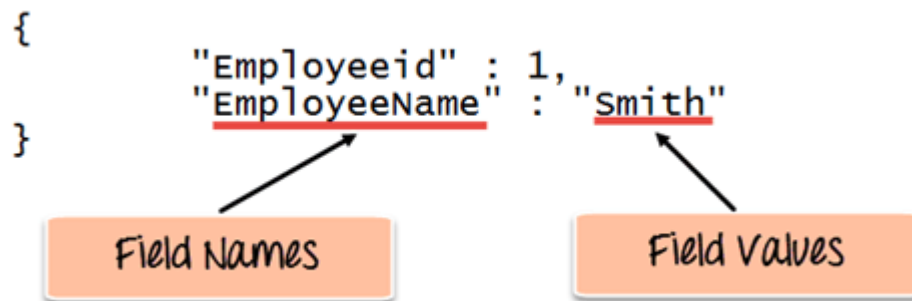 {
"Employeeid" : 1,
"EmployeeName" : "Smith"
}
Field Names
Field Values